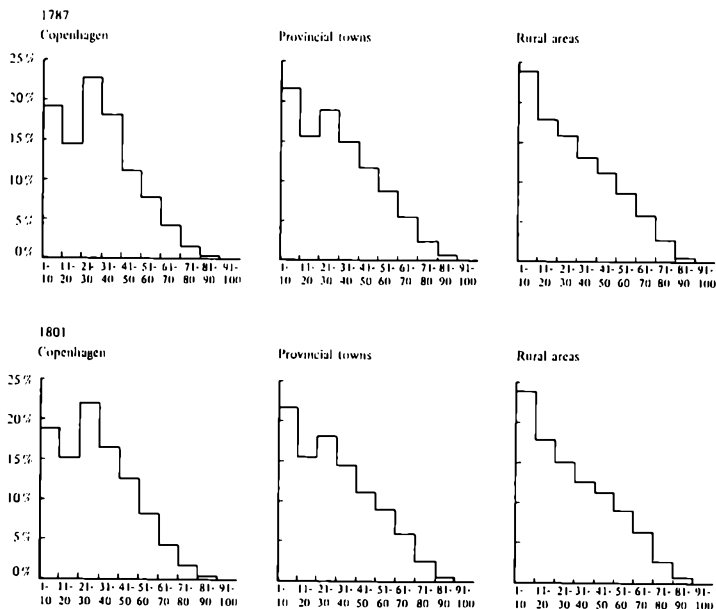 1787
Copenhagen
Provincial towns
Rural areas
25%
20%
15%
10%
5%
0%
1- 11- 21- 31- 41- 51- 61- 71- 81- 91-
10 20 30 40 50 60 70 80 90 100
1- 11- 21- 31- 41- 51- 61- 71- 81- 91-
10 20 30 40 50 60 70 80 90 100
1- 11- 21- 31- 41- 51- 61- 71- 81- 91-
10 20 30 40 50 60 70 80 90 100
1801
Copenhagen
Provincial towns
Rural areas
25%
20%
15%
10%
5%
0%
1- 11- 21- 31- 41- 51- 61- 71- 81- 91-
10 20 30 40 50 60 70 80 90 100
1- 11- 21- 31- 41- 51- 61- 71- 81- 91-
10 20 30 40 50 60 70 80 90 100
1- 11- 21- 31- 41- 51- 61- 71- 81- 91-
10 20 30 40 50 60 70 80 90 100